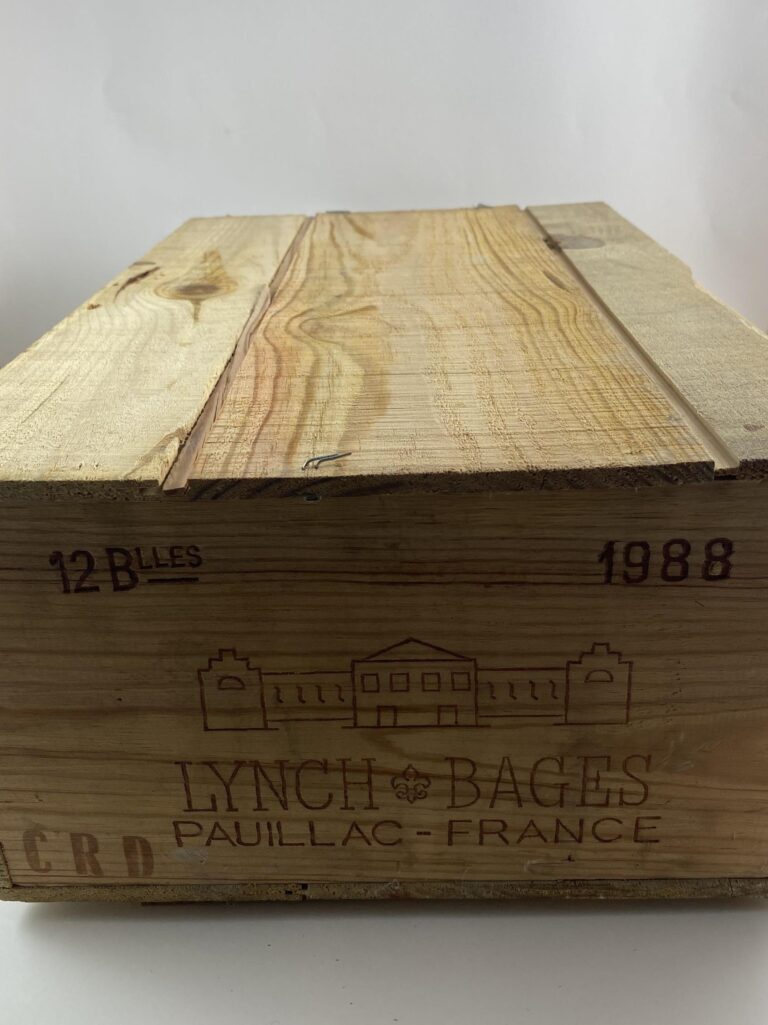 12 BLLES 1988
LYNCH BAGES
PAUILLAC - FRANCE
CRD